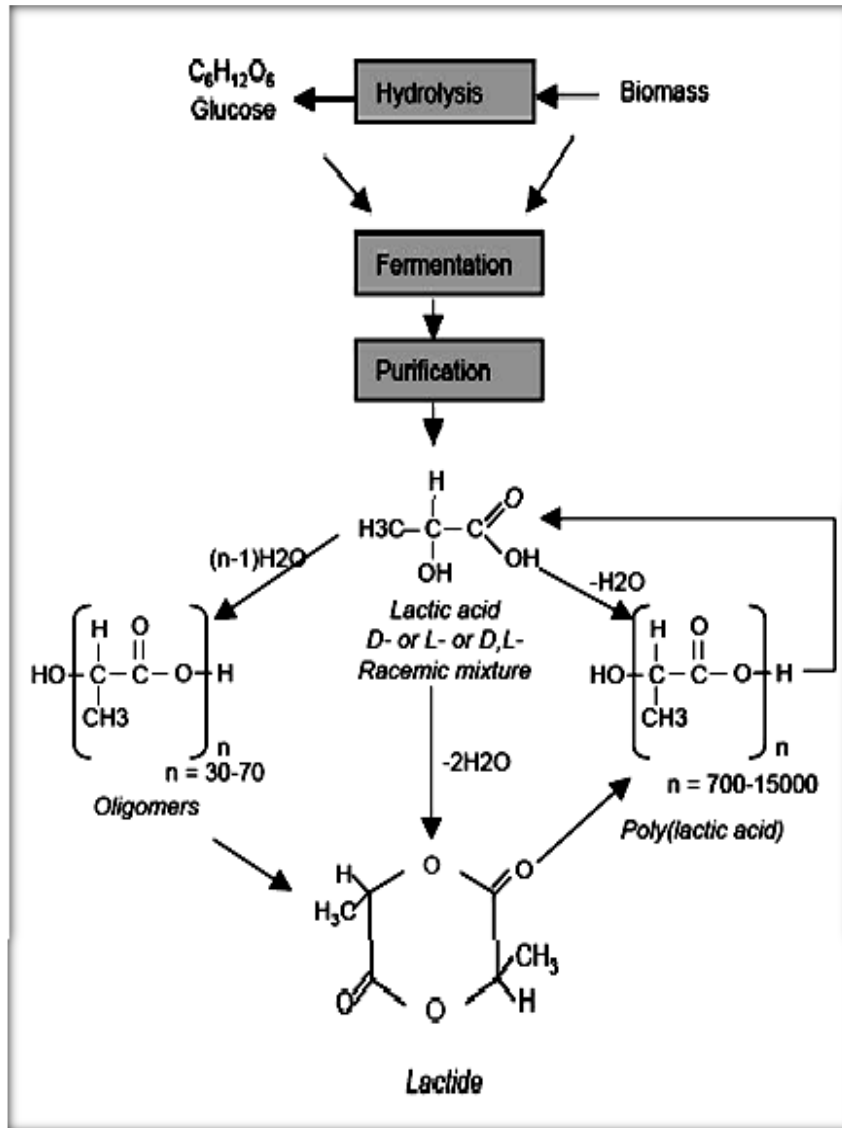 C₆H₁₂O₆
Glucose
Hydrolysis
Biomass
Fermentation
Purification
H
O
H3C–C–C
OH
OH
(n-1)H2O
-H2O
Lactic acid
D- or L- or D,L-
Racemic mixture
H O
HO–C–C–O–H
CH3
n
n = 30-70
Oligomers
H O
HO–C–C–O–H
CH3
n
n = 700-15000
Poly(lactic acid)
-2H2O
H O O
H₃C
CH₃
O O H
Lactide